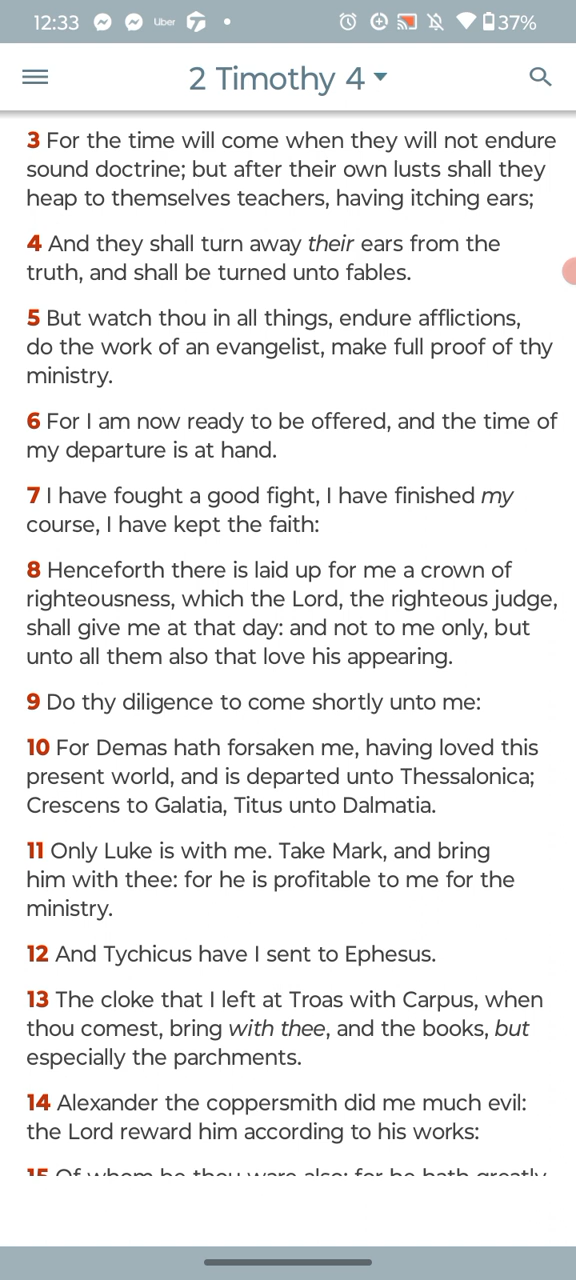 12:33 Uber 37%
2 Timothy 4
3 For the time will come when they will not endure
sound doctrine; but after their own lusts shall they
heap to themselves teachers, having itching ears;
4 And they shall turn away their ears from the
truth, and shall be turned unto fables.
5 But watch thou in all things, endure afflictions,
do the work of an evangelist, make full proof of thy
ministry.
6 For I am now ready to be offered, and the time of
my departure is at hand.
7 I have fought a good fight, I have finished my
course, I have kept the faith:
8 Henceforth there is laid up for me a crown of
righteousness, which the Lord, the righteous judge,
shall give me at that day: and not to me only, but
unto all them also that love his appearing.
9 Do thy diligence to come shortly unto me:
10 For Demas hath forsaken me, having loved this
present world, and is departed unto Thessalonica;
Crescens to Galatia, Titus unto Dalmatia.
11 Only Luke is with me. Take Mark, and bring
him with thee: for he is profitable to me for the
ministry.
12 And Tychicus have I sent to Ephesus.
13 The cloke that I left at Troas with Carpus, when
thou comest, bring with thee, and the books, but
especially the parchments.
14 Alexander the coppersmith did me much evil:
the Lord reward him according to his works:
15 Of whom be thou ware also; for he hath greatly